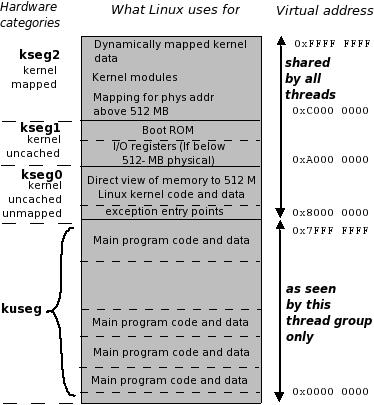 Hardware
categories
What Linux uses for
Virtual address
kseg2
kernel
mapped
Dynamically mapped kernel
data
Kernel modules
Mapping for phys addr
above 512 MB
0xFFFF FFFF
shared
by all
threads
0xC000 0000
kseg1
kernel
uncached
Boot ROM
I/O registers (If below
512- MB physical)
0xA000 0000
kseg0
kernel
uncached
unmapped
Direct view of memory to 512 M
Linux kernel code and data
exception entry points
0x8000 0000
0x7FFF FFFF
kuseg
Main program code and data
Main program code and data
Main program code and data
Main program code and data
as seen
by this
thread group
only
0x0000 0000